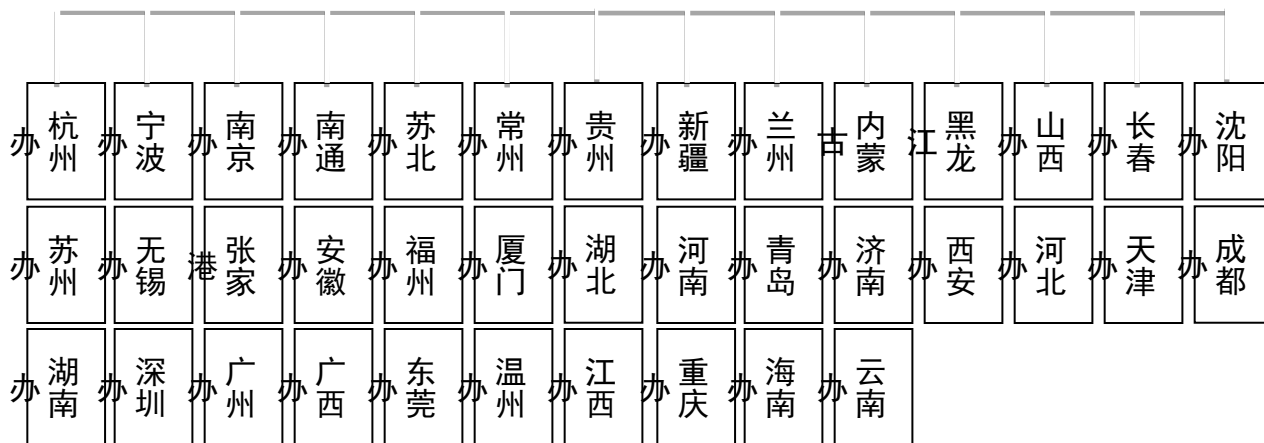 杭州办 宁波办 南京办 南通办 苏北办 常州办 贵州办 新疆办 兰州办 内蒙古 黑龙江 山西办 长春办 沈阳办
苏州办 无锡办 张家港 安徽办 福州办 厦门办 湖北办 河南办 青岛办 济南办 西安办 河北办 天津办 成都办
湖南办 深圳办 广州办 广西办 东莞办 温州办 江西办 重庆办 海南办 云南办